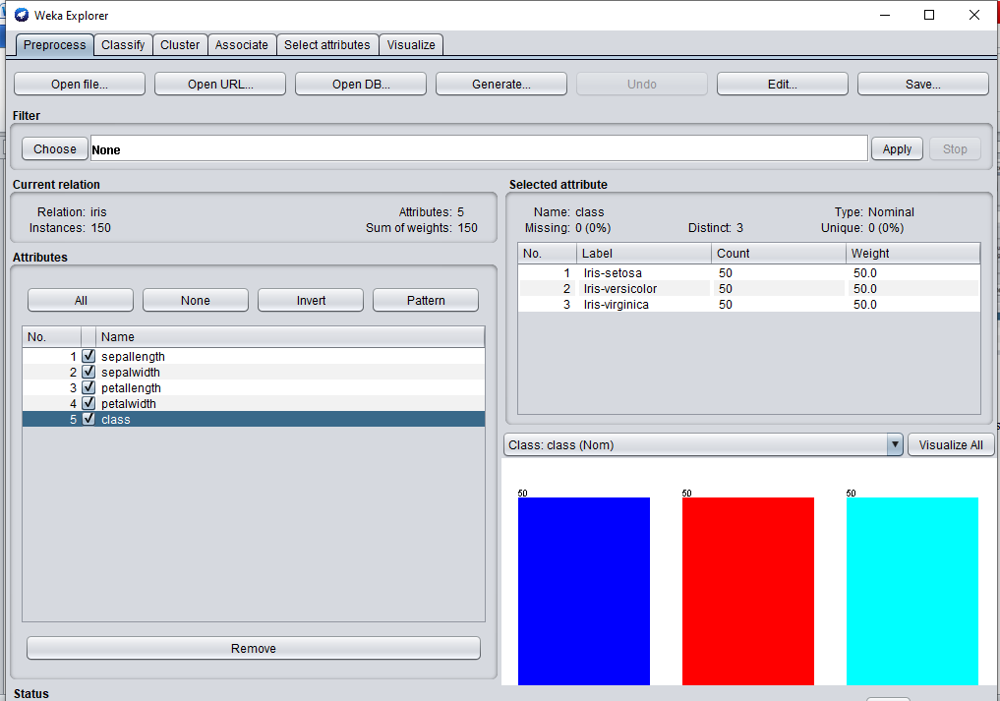 Weka Explorer
Preprocess Classify Cluster Associate Select attributes Visualize
Open file... Open URL... Open DB... Generate... Undo Edit... Save...
Filter
Choose None Apply Stop
Current relation
Relation: iris Attributes: 5
Instances: 150 Sum of weights: 150
Attributes
All None Invert Pattern
No. Name
1 sepallength
2 sepalwidth
3 petallength
4 petalwidth
5 class
Remove
Selected attribute
Name: class Type: Nominal
Missing: 0 (0%) Distinct: 3 Unique: 0 (0%)
No. Label Count Weight
1 Iris-setosa 50 50.0
2 Iris-versicolor 50 50.0
3 Iris-virginica 50 50.0
Class: class (Nom) Visualize All
50 50 50
Status